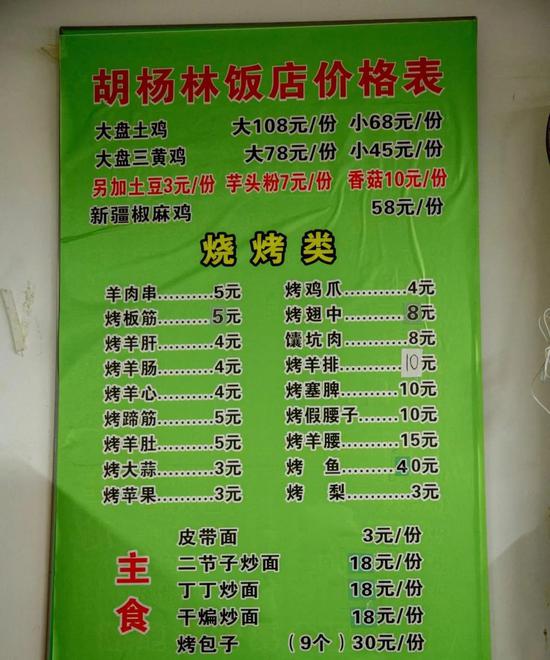 胡杨林饭店价格表
大盘土鸡 大108元/份 小68元/份
大盘三黄鸡 大78元/份 小45元/份
另加土豆3元/份 芋头粉7元/份 香菇10元/份
新疆椒麻鸡 58元/份
烧烤类
羊肉串..........5元
烤板筋..........5元
烤羊肝..........4元
烤羊肠..........4元
烤羊心..........4元
烤蹄筋..........5元
烤羊肚..........5元
烤大蒜..........3元
烤苹果..........3元
烤鸡爪...........4元
烤翅中...........8元
馕坑肉...........8元
烤羊排...........10元
烤塞脾..........10元
烤假腰子.......10元
烤羊腰..........15元
烤 鱼..........40元
烤 梨...........3元
主食
皮带面 3元/份
二节子炒面 18元/份
丁丁炒面 18元/份
干煸炒面 18元/份
烤包子 （9个）30元/份